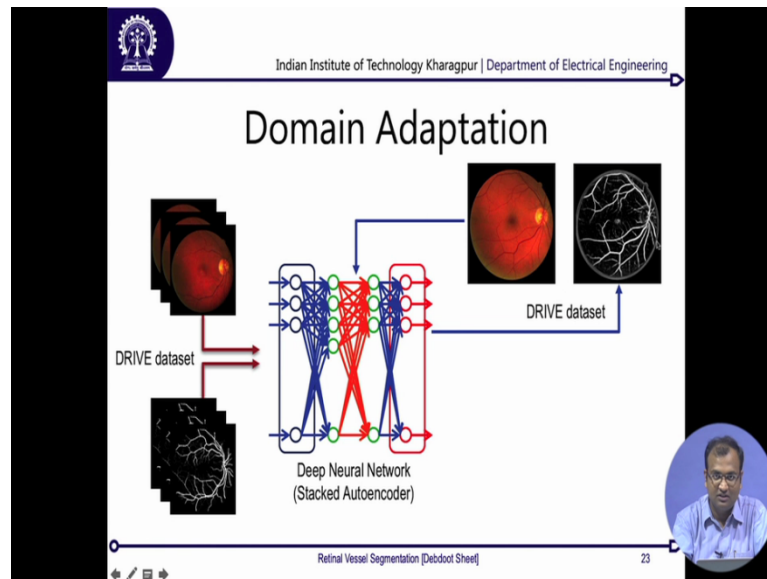 Indian Institute of Technology Kharagpur | Department of Electrical Engineering
Domain Adaptation
DRIVE dataset
DRIVE dataset
Deep Neural Network
(Stacked Autoencoder)
Retinal Vessel Segmentation [Debdoot Sheet]
23